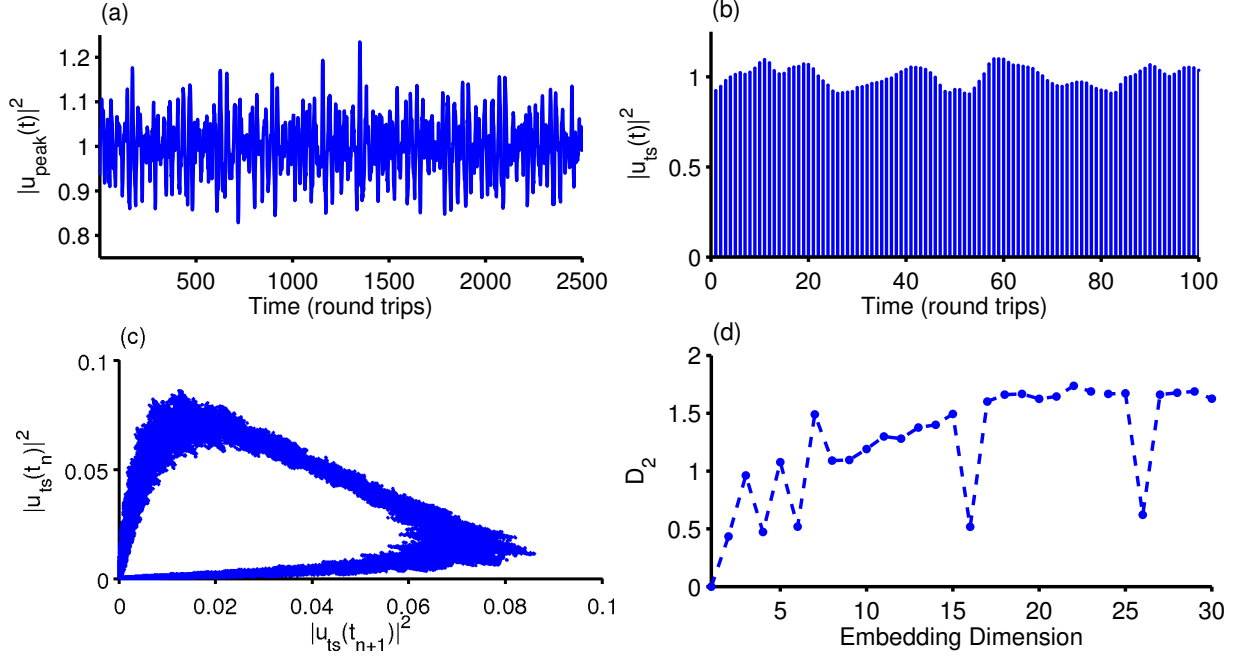 (a)
|u_peak(t)|^2
1.2
1.1
1
0.9
0.8
500 1000 1500 2000 2500
Time (round trips)
(b)
|u_ts(t)|^2
1
0.5
0
0 20 40 60 80 100
Time (round trips)
(c)
|u_ts(t_n)|^2
0.1
0.05
0
0 0.02 0.04 0.06 0.08 0.1
|u_ts(t_n+1)|^2
(d)
D_2
2
1.5
1
0.5
0
5 10 15 20 25 30
Embedding Dimension